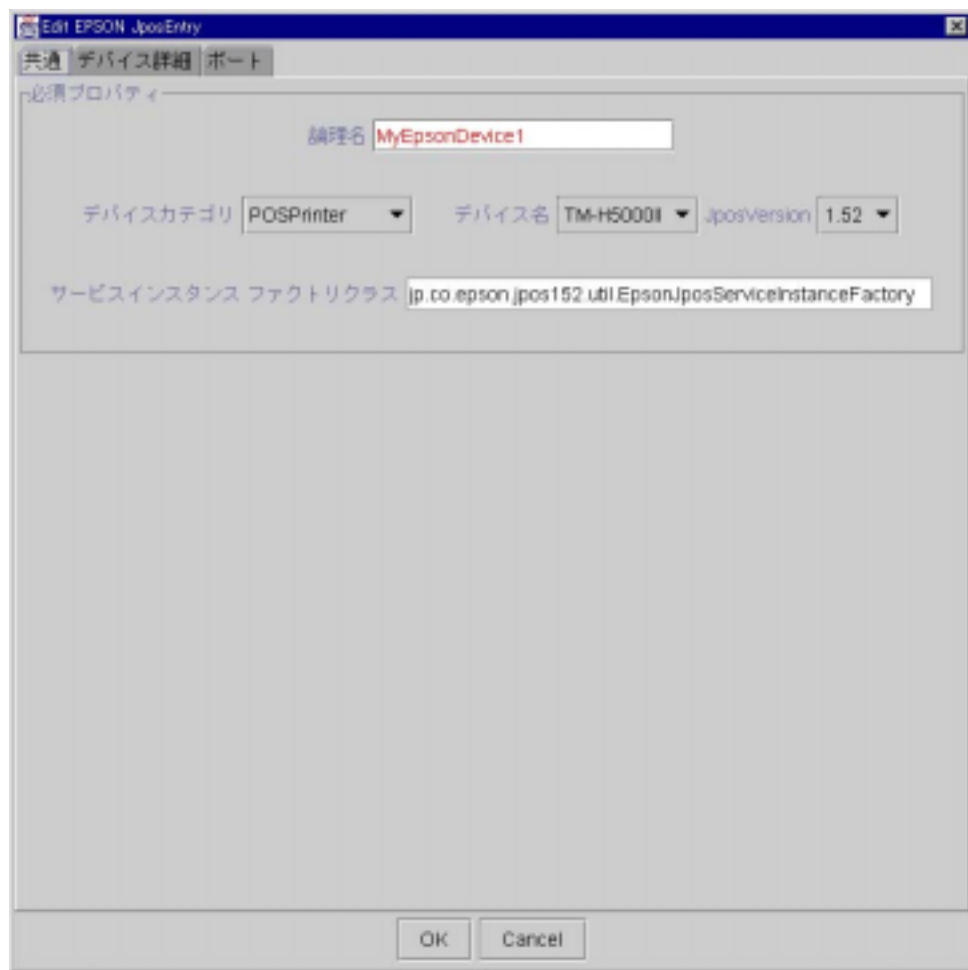 Edit EPSON JposEntry
共通 デバイス詳細 ポート
必須プロパティ
論理名 MyEpsonDevice1
デバイスカテゴリ POSPrinter デバイス名 TM-H5000II JposVersion 1.52
サービスインスタンス ファクトリクラス jp.co.epson.jpos152.util.EpsonJposServiceInstanceFactory
OK Cancel